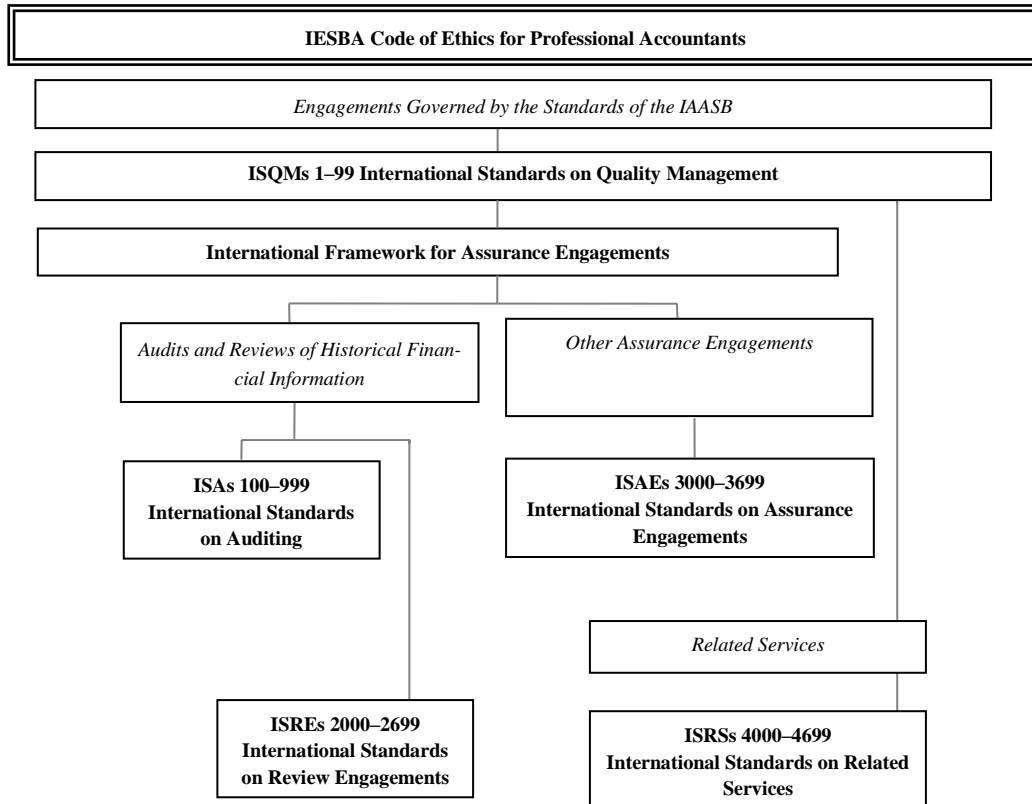 IESBA Code of Ethics for Professional Accountants
Engagements Governed by the Standards of the IAASB
ISQMs 1–99 International Standards on Quality Management
International Framework for Assurance Engagements
Audits and Reviews of Historical Finan-
cial Information
Other Assurance Engagements
ISAs 100–999
International Standards
on Auditing
ISAEs 3000–3699
International Standards on Assurance
Engagements
Related Services
ISREs 2000–2699
International Standards
on Review Engagements
ISRSs 4000–4699
International Standards on Related
Services